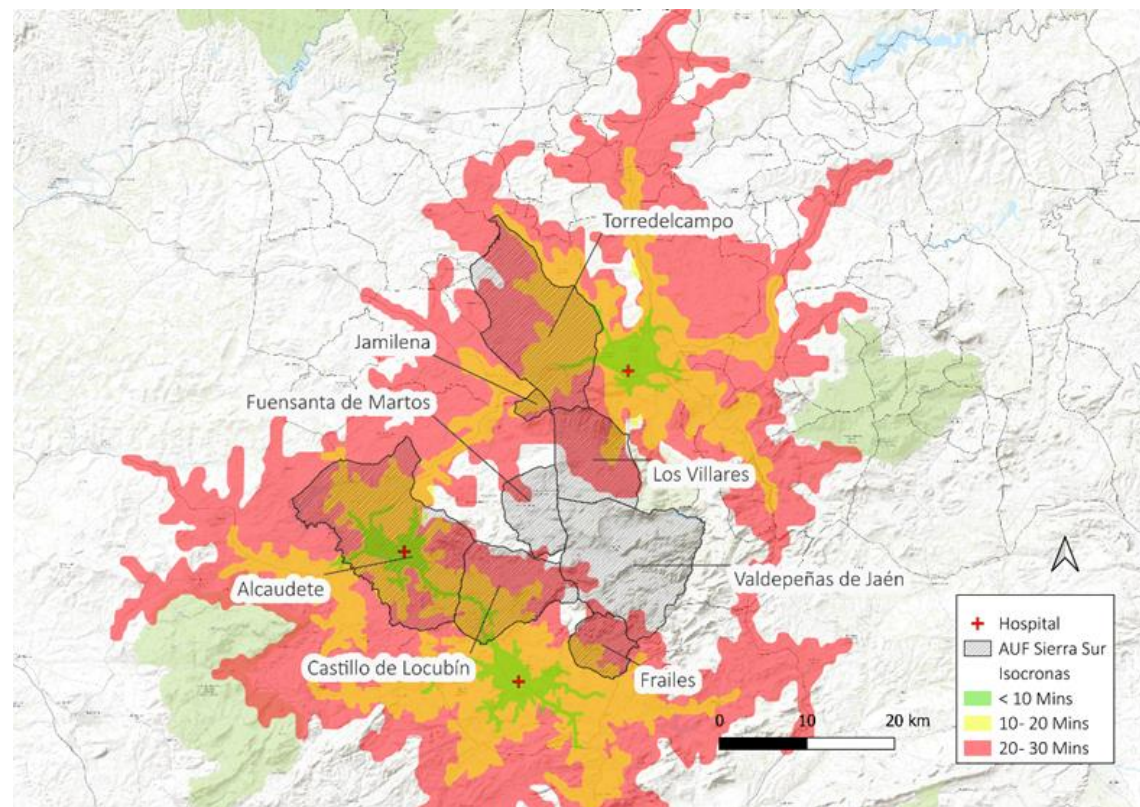 Torredelcampo
Jamilena
Fuensanta de Martos
Los Villares
Alcaudete
Valdepeñas de Jaén
Castillo de Locubín
Frailes
Hospital
AUF Sierra Sur
Isocronas
< 10 Mins
10- 20 Mins
20- 30 Mins
0 10 20 km